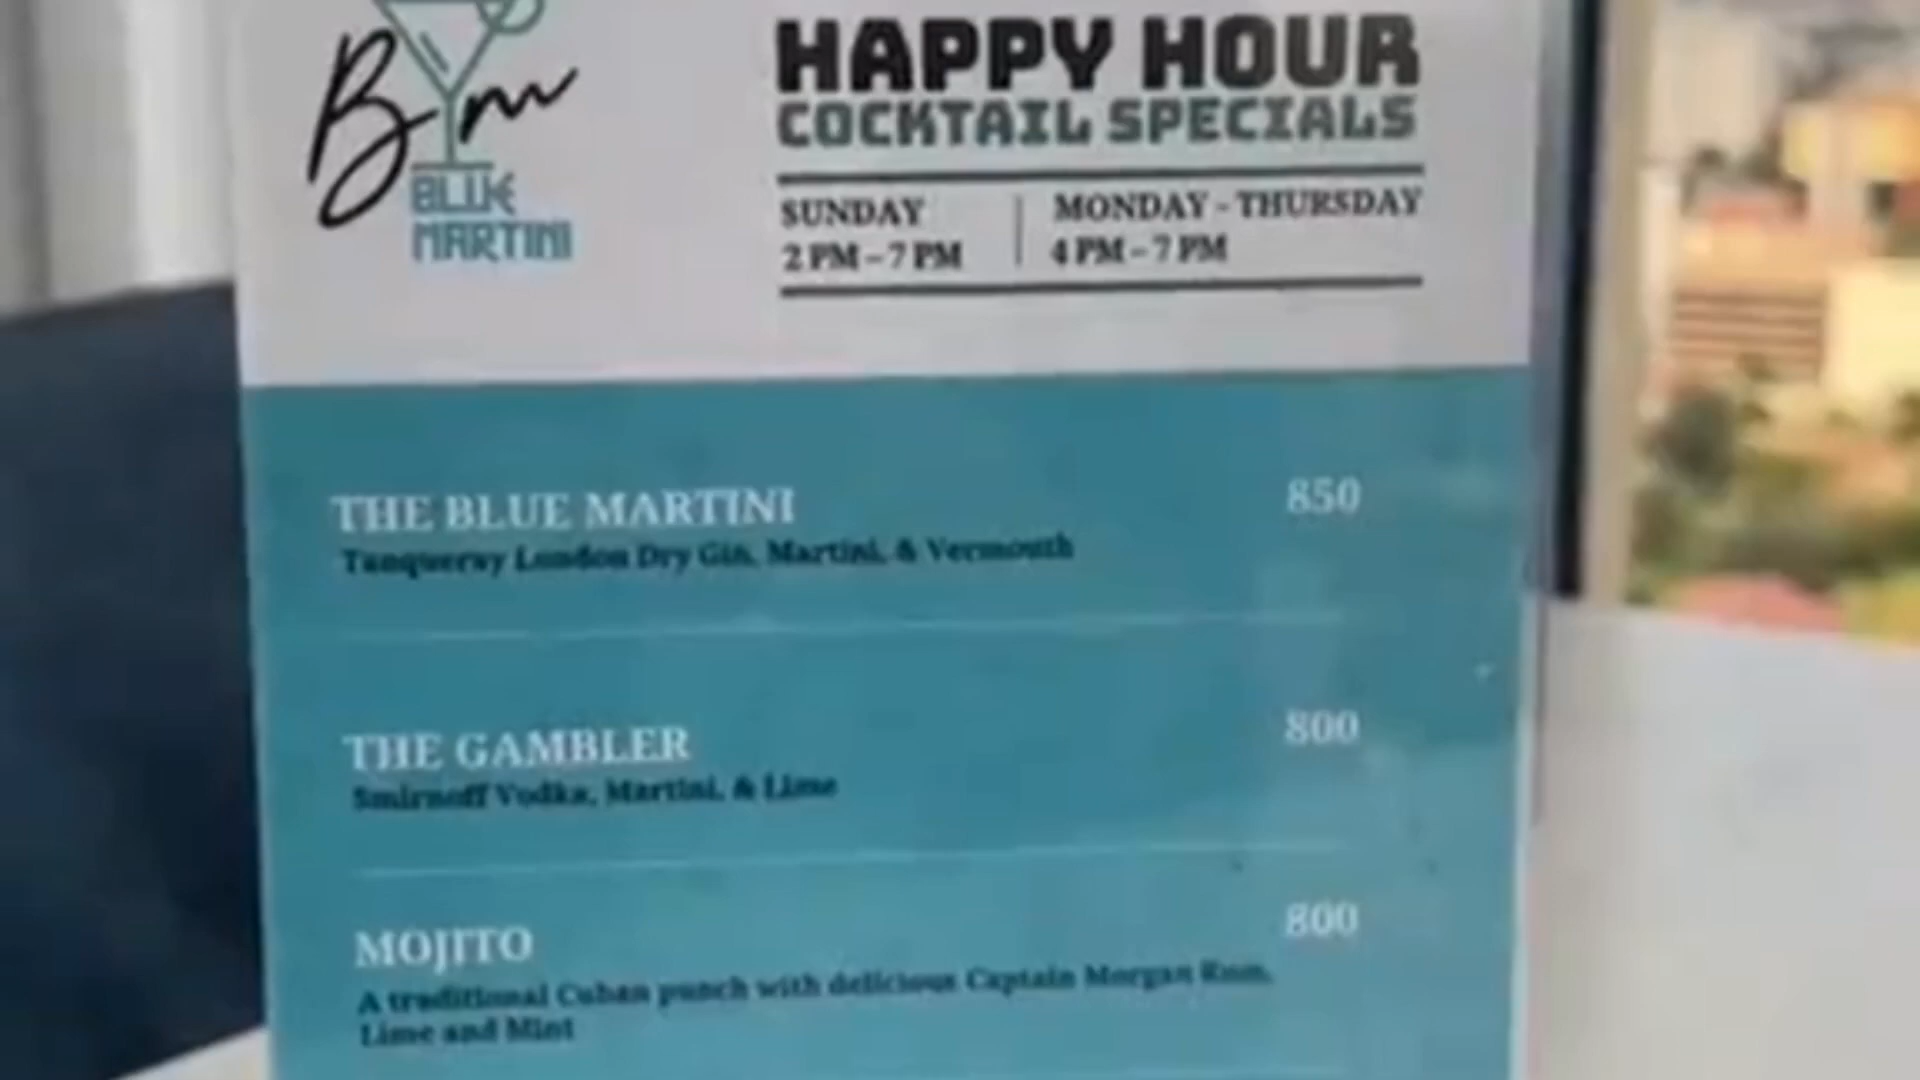 Bm
BLUE
MARTINI
HAPPY HOUR
COCKTAIL SPECIALS
SUNDAY
2 PM – 7 PM
MONDAY - THURSDAY
4 PM – 7 PM
THE BLUE MARTINI 850
Tanqueray London Dry Gin, Martini, & Vermouth
THE GAMBLER 800
Smirnoff Vodka, Martini, & Lime
MOJITO 800
A traditional Cuban punch with delicious Captain Morgan Rum,
Lime and Mint